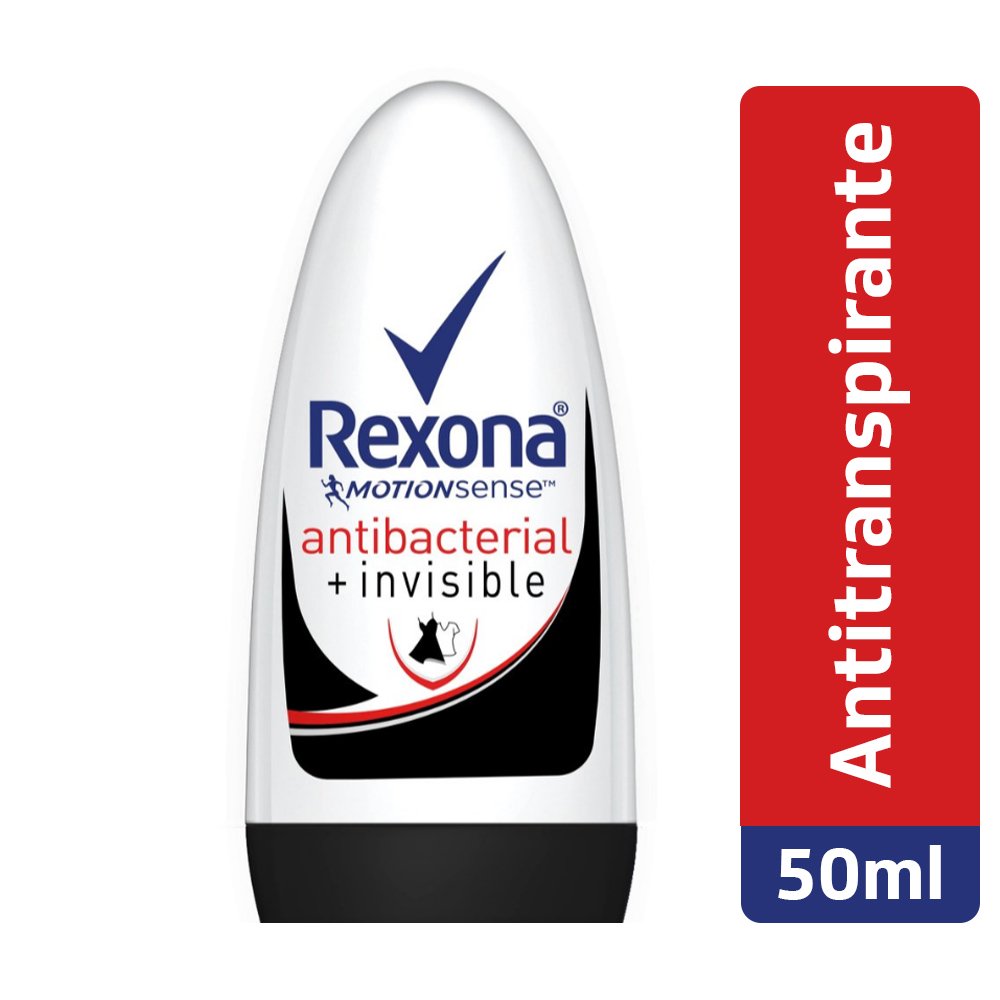 Rexona®
MOTIONsense™
antibacterial
+ invisible
Antitranspirante
50ml